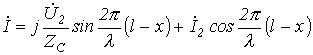 İ = j U̇₂/Z_C sin 2π/λ (l − x) + İ₂ cos 2π/λ (l − x)